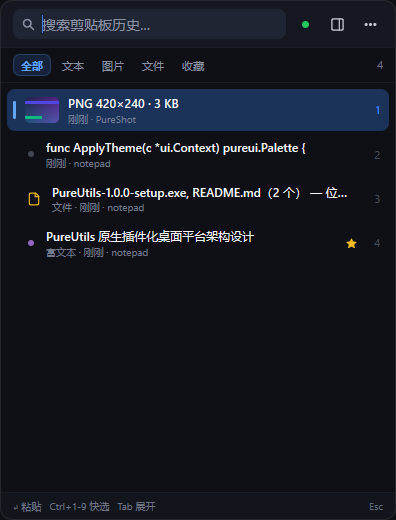 搜索剪贴板历史...
全部 文本 图片 文件 收藏 4
PNG 420×240 · 3 KB 1
刚刚 · PureShot
func ApplyTheme(c *ui.Context) pureui.Palette { 2
刚刚 · notepad
PureUtils-1.0.0-setup.exe, README.md（2 个） — 位... 3
文件 · 刚刚 · notepad
PureUtils 原生插件化桌面平台架构设计 4
富文本 · 刚刚 · notepad
↲ 粘贴 Ctrl+1-9 快选 Tab 展开 Esc